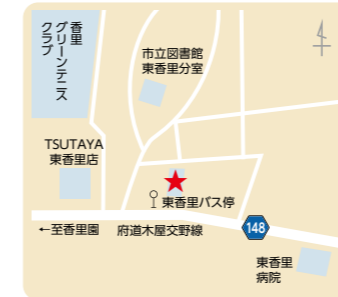 香里
グリーンテニス
クラブ
市立図書館
東香里分室
TSUTAYA
東香里店
東香里バス停
←至香里園
府道木屋交野線
148
東香里
病院